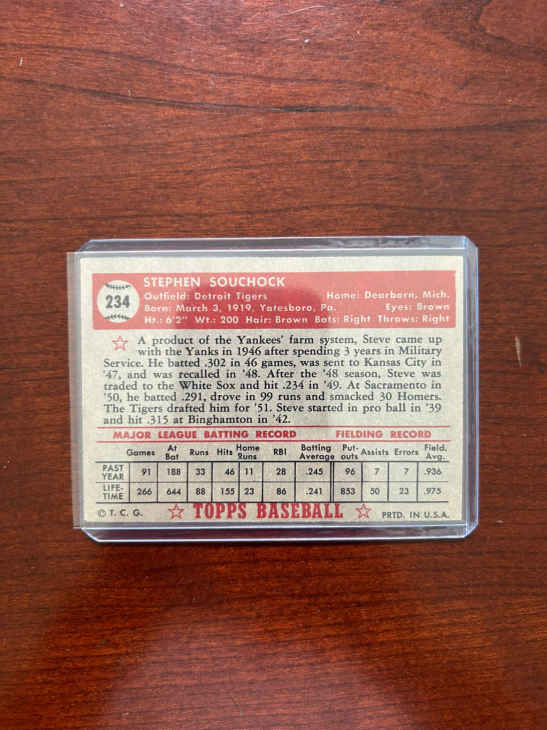 234
STEPHEN SOUCHOCK
Outfield: Detroit Tigers Home: Dearborn, Mich.
Born: March 3, 1919, Yatesboro, Pa. Eyes: Brown
Ht.: 6'2" Wt.: 200 Hair: Brown Bats: Right Throws: Right
A product of the Yankees' farm system, Steve came up
with the Yanks in 1946 after spending 3 years in Military
Service. He batted .302 in 46 games, was sent to Kansas City in
'47, and was recalled in '48. After the '48 season, Steve was
traded to the White Sox and hit .234 in '49. At Sacramento in
'50, he batted .291, drove in 99 runs and smacked 30 Homers.
The Tigers drafted him for '51. Steve started in pro ball in '39
and hit .315 at Binghamton in '42.
MAJOR LEAGUE BATTING RECORD FIELDING RECORD
Games At Bat Runs Hits Home Runs RBI Batting Average Put-outs Assists Errors Field. Avg.
PAST YEAR 91 188 33 46 11 28 .245 96 7 7 .936
LIFE-TIME 266 644 88 155 23 86 .241 853 50 23 .975
© T. C. G. TOPPS BASEBALL PRTD. IN U.S.A.